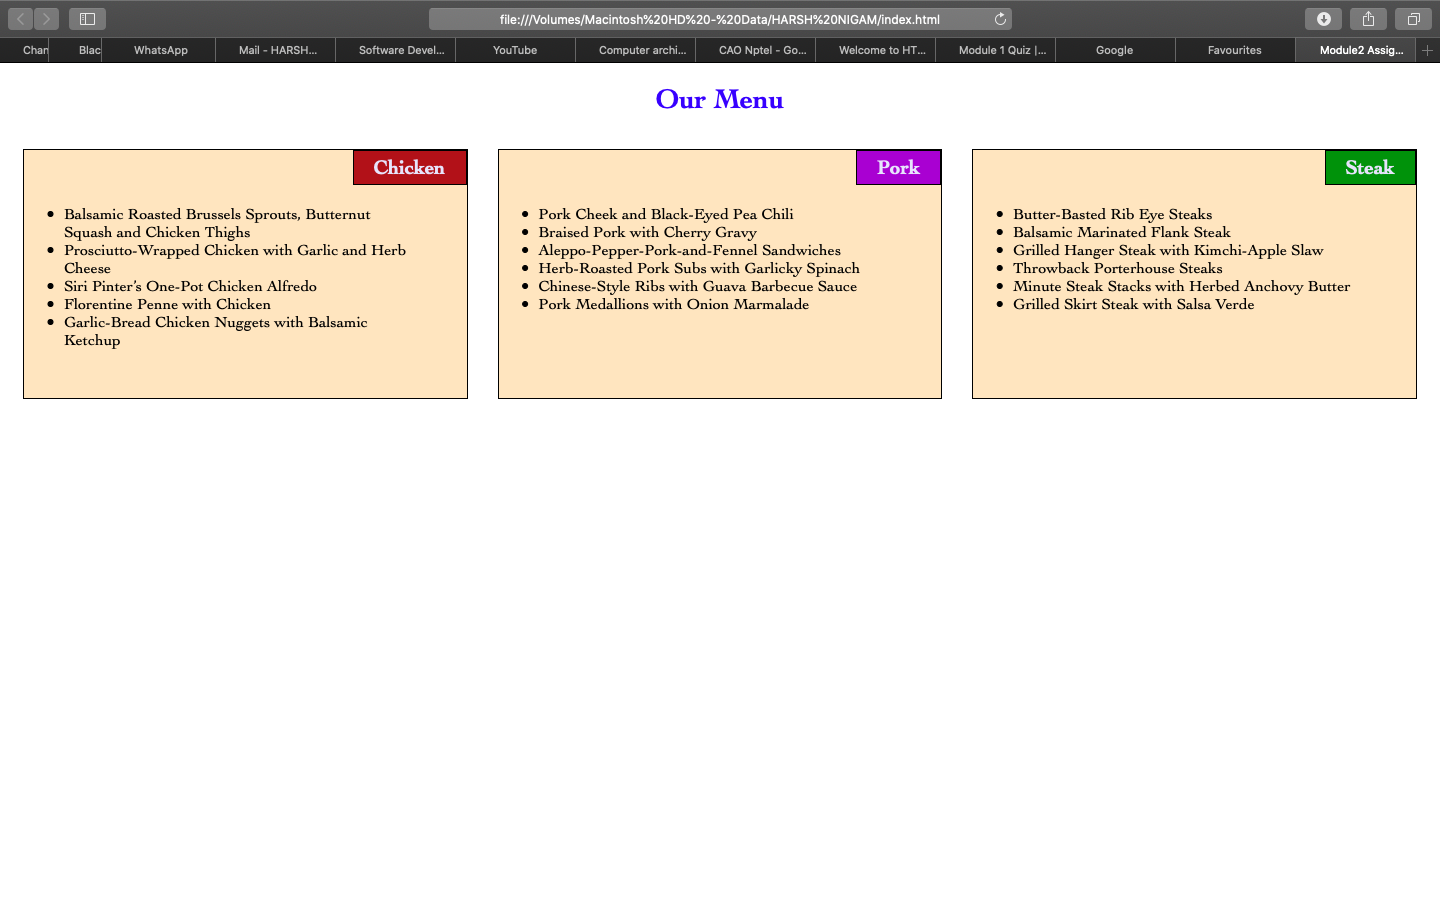 file:///Volumes/Macintosh%20HD%20-%20Data/HARSH%20NIGAM/index.html
Chan Blac WhatsApp Mail - HARSH... Software Devel... YouTube Computer archi... CAO Nptel - Go... Welcome to HT... Module 1 Quiz |... Google Favourites Module2 Assig...
Our Menu
Chicken
Balsamic Roasted Brussels Sprouts, Butternut
Squash and Chicken Thighs
Prosciutto-Wrapped Chicken with Garlic and Herb
Cheese
Siri Pinter's One-Pot Chicken Alfredo
Florentine Penne with Chicken
Garlic-Bread Chicken Nuggets with Balsamic
Ketchup
Pork
Pork Cheek and Black-Eyed Pea Chili
Braised Pork with Cherry Gravy
Aleppo-Pepper-Pork-and-Fennel Sandwiches
Herb-Roasted Pork Subs with Garlicky Spinach
Chinese-Style Ribs with Guava Barbecue Sauce
Pork Medallions with Onion Marmalade
Steak
Butter-Basted Rib Eye Steaks
Balsamic Marinated Flank Steak
Grilled Hanger Steak with Kimchi-Apple Slaw
Throwback Porterhouse Steaks
Minute Steak Stacks with Herbed Anchovy Butter
Grilled Skirt Steak with Salsa Verde